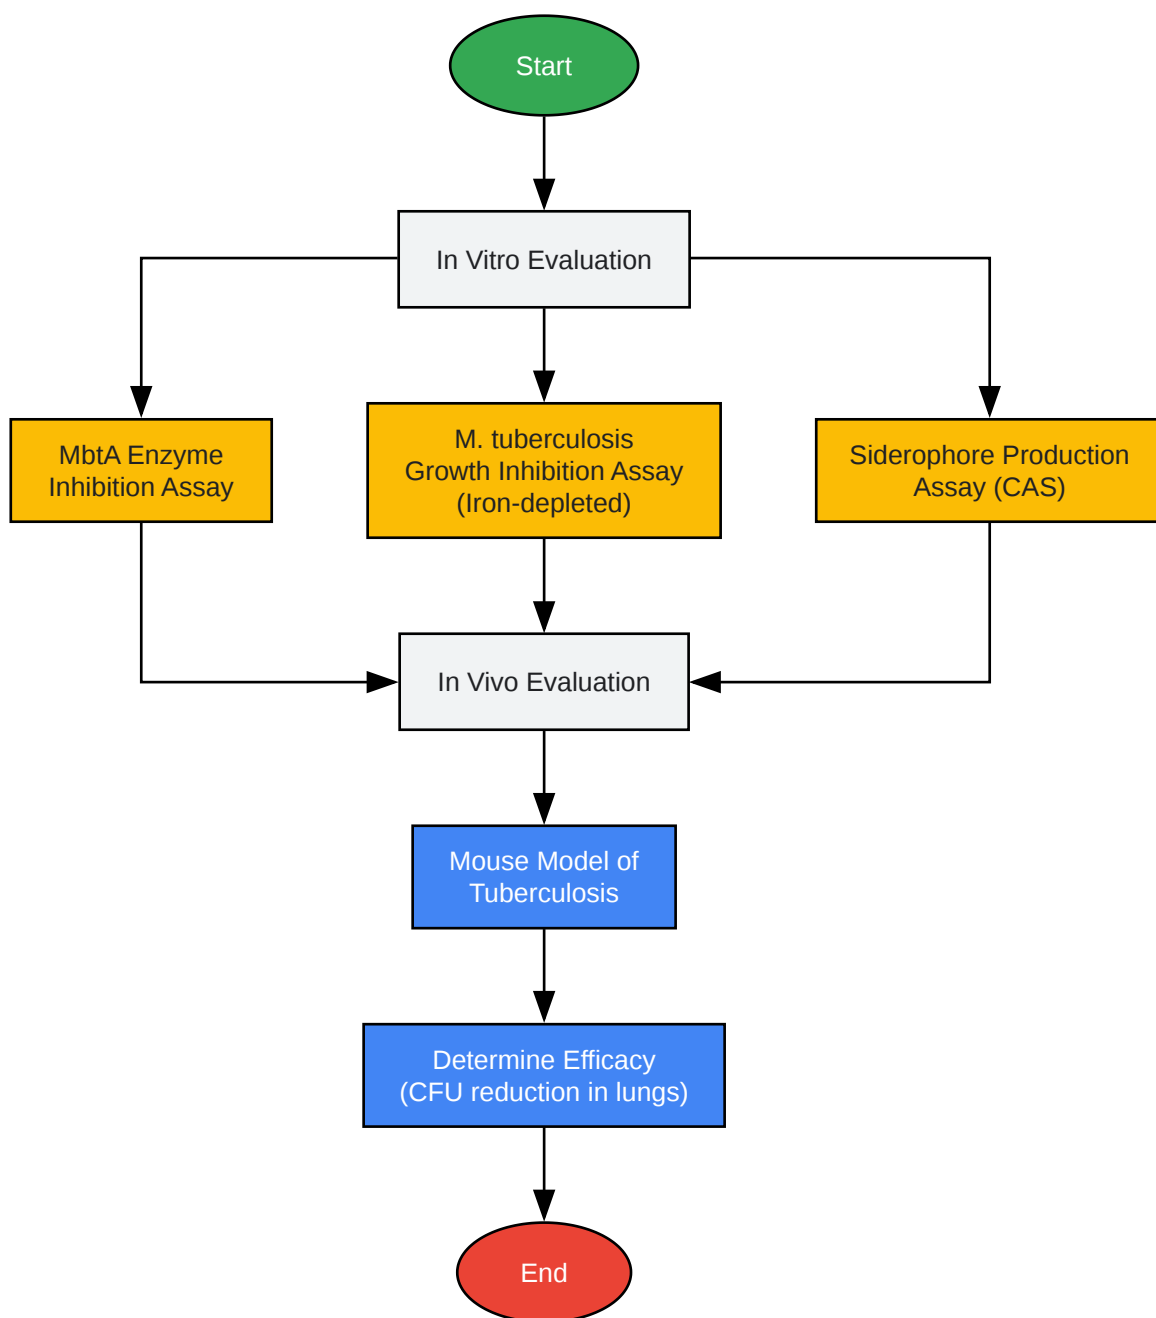 Start
In Vitro Evaluation
MbtA Enzyme
Inhibition Assay
M. tuberculosis
Growth Inhibition Assay
(Iron-depleted)
Siderophore Production
Assay (CAS)
In Vivo Evaluation
Mouse Model of
Tuberculosis
Determine Efficacy
(CFU reduction in lungs)
End